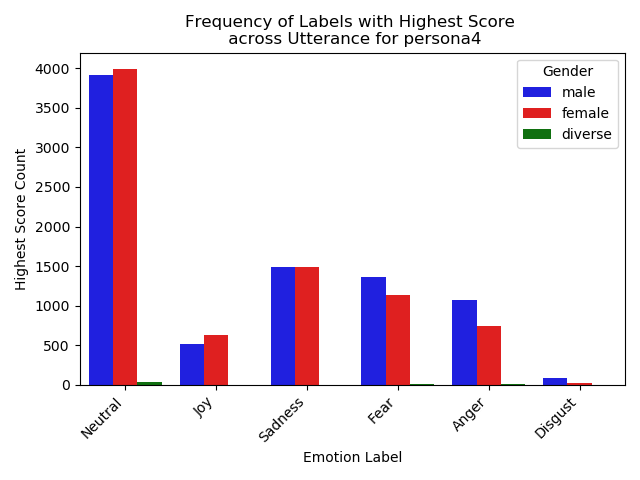 Frequency of Labels with Highest Score
across Utterance for persona4
Gender
male
female
diverse
Highest Score Count
4000
3500
3000
2500
2000
1500
1000
500
0
Neutral
Joy
Sadness
Fear
Anger
Disgust
Emotion Label